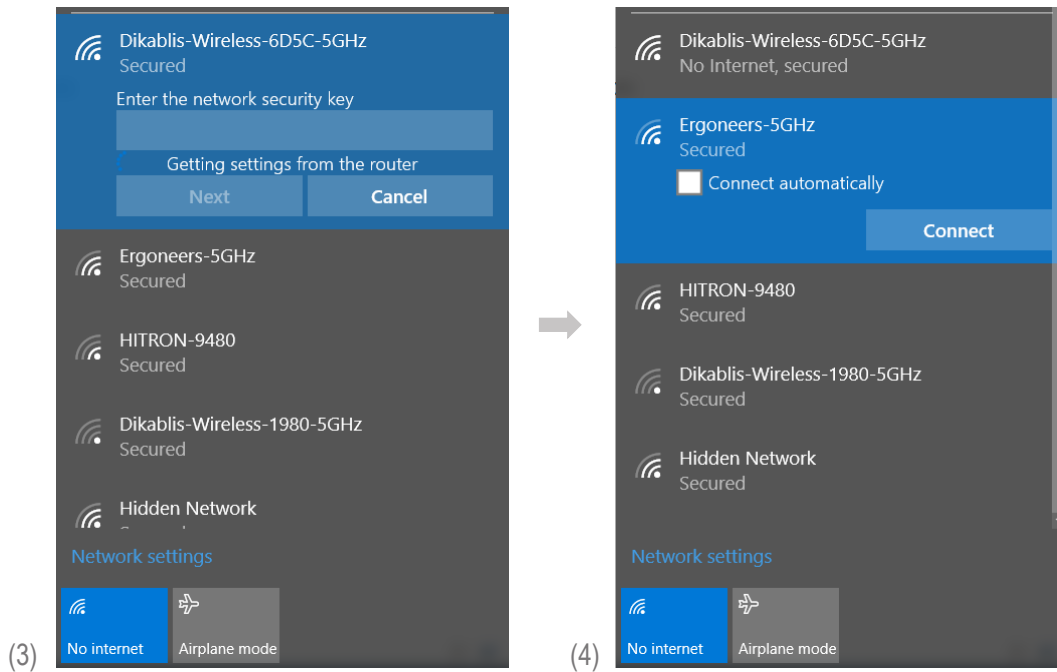 Dikablis-Wireless-6D5C-5GHz
Secured
Enter the network security key
Getting settings from the router
Next
Cancel
Ergoneers-5GHz
Secured
HITRON-9480
Secured
Dikablis-Wireless-1980-5GHz
Secured
Hidden Network
Network settings
No internet
Airplane mode
(3)
Dikablis-Wireless-6D5C-5GHz
No Internet, secured
Ergoneers-5GHz
Secured
Connect automatically
Connect
HITRON-9480
Secured
Dikablis-Wireless-1980-5GHz
Secured
Hidden Network
Secured
Network settings
No internet
Airplane mode
(4)